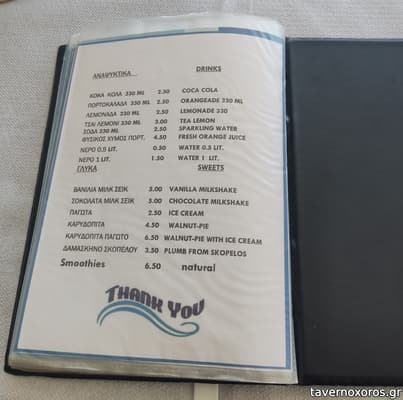 ΑΝΑΨΥΚΤΙΚΑ DRINKS
ΚΟΚΑ ΚΟΛΑ 330 ML 2.50 COCA COLA
ΠΟΡΤΟΚΑΛΑΔΑ 330 ML 2.50 ORANGEADE 330 ML
ΛΕΜΟΝΑΔΑ 330 ML 2.50 LEMONADE 330
ΤΣΑΙ ΛΕΜΟΝΙ 330 ML 3.00 TEA LEMON
ΣΟΔΑ 330 ML 2.50 SPARKLING WATER
ΦΥΣΙΚΟΣ ΧΥΜΟΣ ΠΟΡΤ. 4.50 FRESH ORANGE JUICE
ΝΕΡΟ 0.5 LIT. 0.50 WATER 0.5 LIT.
ΝΕΡΟ 1 LIT. 1.50 WATER 1 LIT.
ΓΛΥΚΑ SWEETS
ΒΑΝΙΛΙΑ ΜΙΛΚ ΣΕΙΚ 5.00 VANILLA MILKSHAKE
ΣΟΚΟΛΑΤΑ ΜΙΛΚ ΣΕΙΚ 5.00 CHOCOLATE MILKSHAKE
ΠΑΓΩΤΑ 2.50 ICE CREAM
ΚΑΡΥΔΟΠΙΤΑ 4.50 WALNUT-PIE
ΚΑΡΥΔΟΠΙΤΑ ΠΑΓΩΤΟ 6.50 WALNUT-PIE WITH ICE CREAM
ΔΑΜΑΣΚΗΝΟ ΣΚΟΠΕΛΟΥ 3.50 PLUMB FROM SKOPELOS
Smoothies 6.50 natural
THANK YOU
tavernoxoros.gr